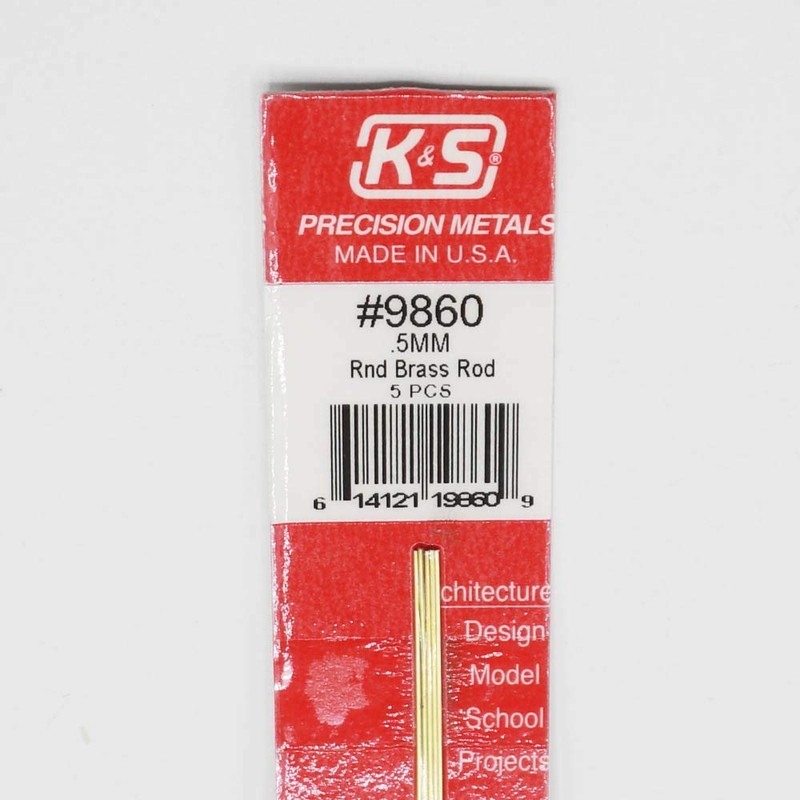 K&S®
PRECISION METALS
MADE IN U.S.A.
#9860
.5MM
Rnd Brass Rod
5 PCS
6 14121 19860 9
chitecture
Design
Model
School
Projects